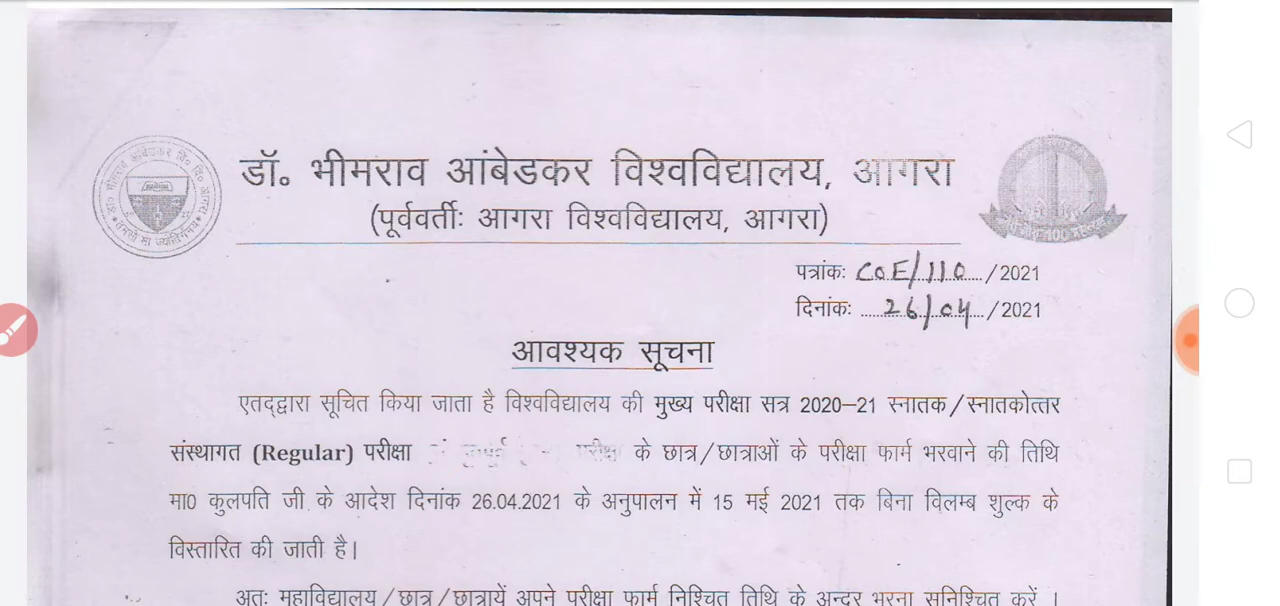 डॉ० भीमराव आंबेडकर विश्वविद्यालय, आगरा
(पूर्ववर्तीः आगरा विश्वविद्यालय, आगरा)
पत्रांकः COE/110 /2021
दिनांकः 26/04 /2021
आवश्यक सूचना
एतद्द्वारा सूचित किया जाता है विश्वविद्यालय की मुख्य परीक्षा सत्र 2020–21 स्नातक/स्नातकोत्तर
संस्थागत (Regular) परीक्षा परीक्षा के छात्र/छात्राओं के परीक्षा फार्म भरवाने की तिथि
मा0 कुलपति जी के आदेश दिनांक 26.04.2021 के अनुपालन में 15 मई 2021 तक बिना विलम्ब शुल्क के
विस्तारित की जाती है।
अतः महाविद्यालय/छात्र/छात्रायें अपने परीक्षा फार्म निश्चित तिथि के अन्दर भरना सुनिश्चित करें ।